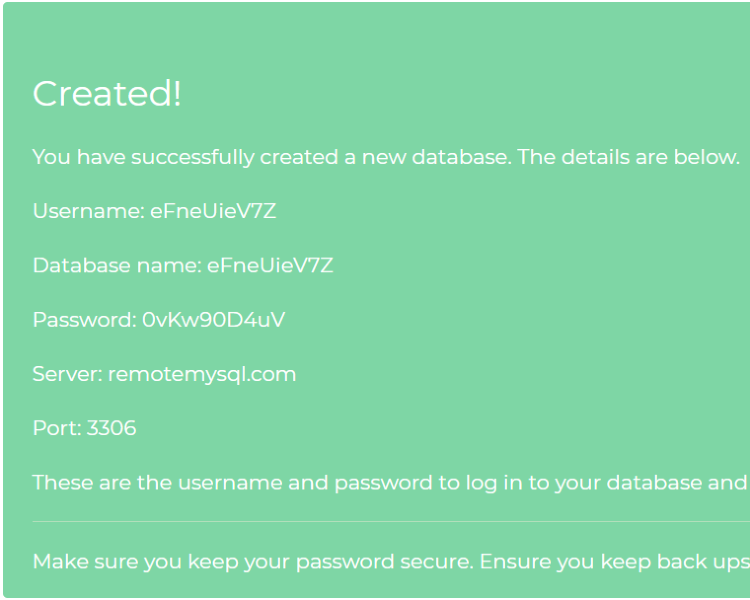 Created!
You have successfully created a new database. The details are below.
Username: eFneUieV7Z
Database name: eFneUieV7Z
Password: 0vKw90D4uV
Server: remotemysql.com
Port: 3306
These are the username and password to log in to your database and
Make sure you keep your password secure. Ensure you keep back ups